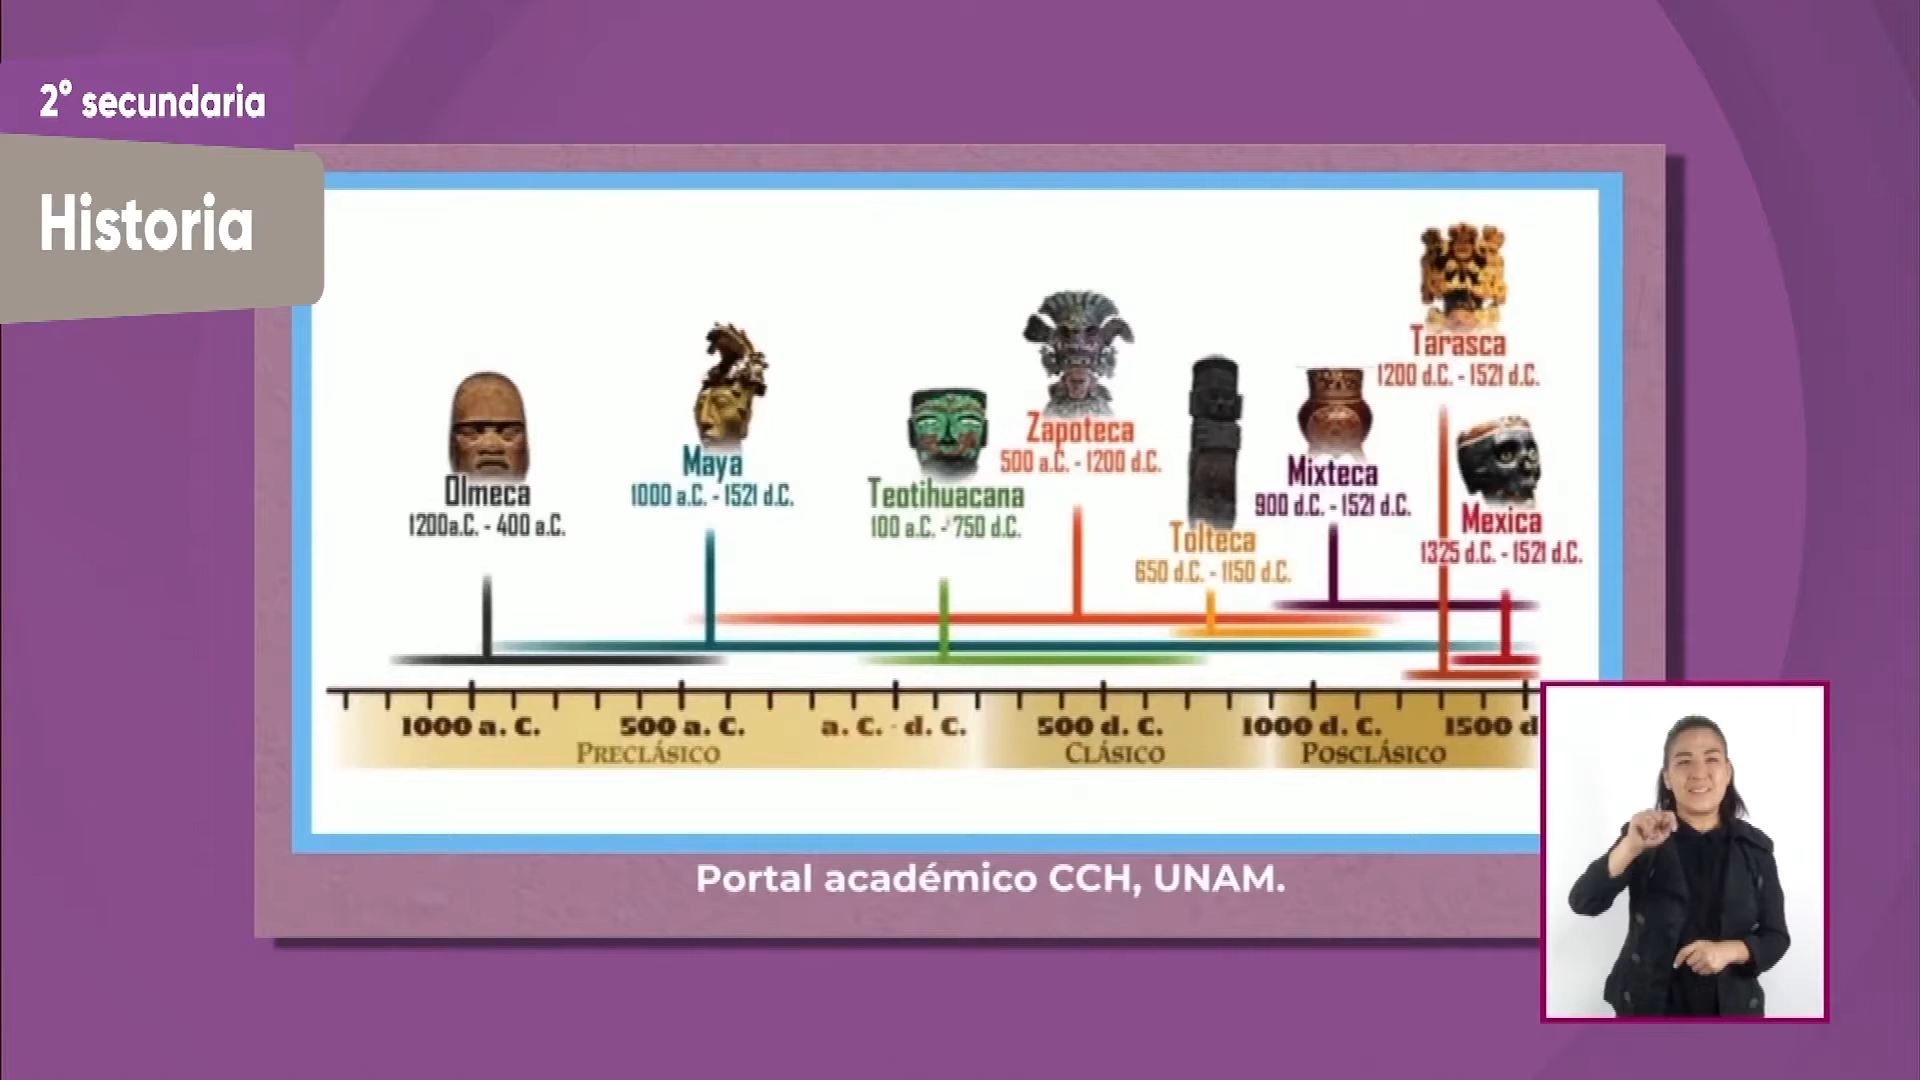 2° secundaria
Historia
Olmeca
1200a.C. - 400 a.C.
Maya
1000 a.C. - 1521 d.C.
Teotihuacana
100 a.C. - 750 d.C.
Zapoteca
500 a.C. - 1200 d.C.
Tolteca
650 d.C. - 1150 d.C.
Mixteca
900 d.C. - 1521 d.C.
Tarasca
1200 d.C. - 1521 d.C.
Mexica
1325 d.C. - 1521 d.C.
1000 a. C. 500 a. C. a. C. - d. C. 500 d. C. 1000 d. C. 1500 d
PRECLÁSICO CLÁSICO POSCLÁSICO
Portal académico CCH, UNAM.